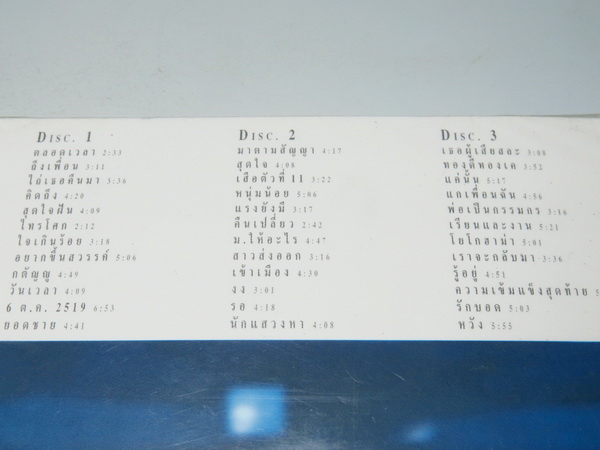 DISC. 1
ตลอดเวลา 2:33
ถึงเพื่อน 3:11
ไถ่เธอคืนมา 3:36
คิดถึง 4:20
สุดใจฝัน 4:09
ไทรโศก 2:12
ใจเกินร้อย 3:18
อยากขึ้นสวรรค์ 5:06
กตัญญู 4:49
วันเวลา 4:09
6 ต.ค. 2519 6:53
ยอดชาย 4:41
DISC. 2
มาตามสัญญา 4:17
สุดใจ 4:08
เสือตัวที่ 11 3:22
หนุ่มน้อย 5:06
แรงยังมี 3:17
คืนเปลี่ยว 2:42
ม.ให้อะไร 4:47
สาวส่งออก 3:16
เข้าเมือง 4:30
งง 3:01
รอ 4:18
นักแสวงหา 4:08
DISC. 3
เธอผู้เสียสละ 3:08
ทองดีทองเค 3:52
แค่นั้น 5:17
แกเพื่อนฉัน 4:56
พ่อเป็นกรรมกร 3:16
เรียนและงาน 5:21
โยโกฮาม่า 5:01
เราจะกลับมา 3:36
รู้อยู่ 4:51
ความเข้มแข็งสุดท้าย 5
รักบอด 5:03
หวัง 5:55